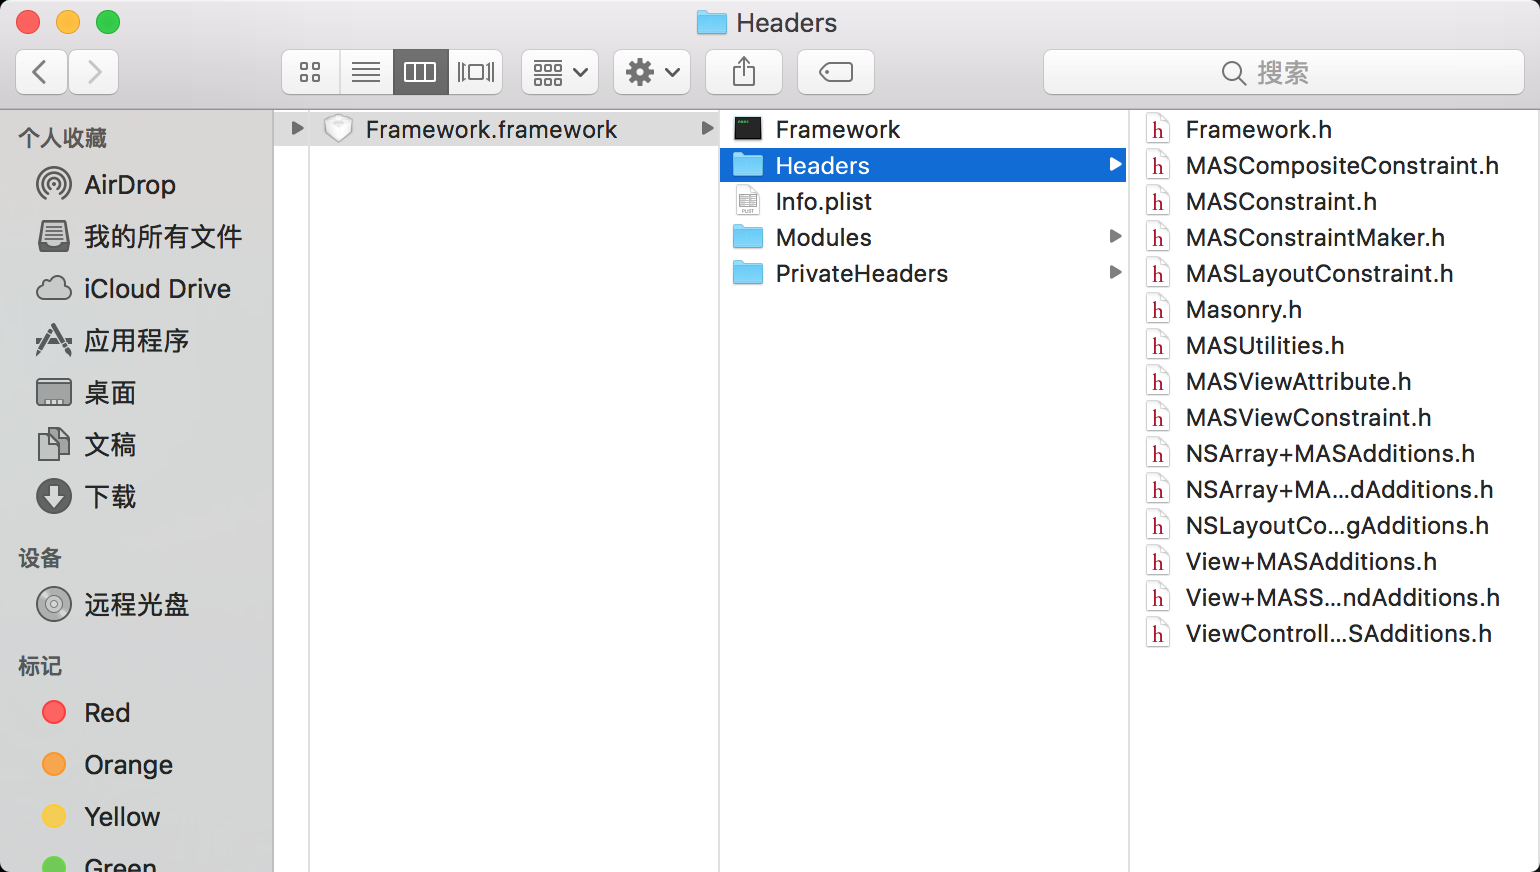 Headers
搜索
个人收藏
AirDrop
我的所有文件
iCloud Drive
应用程序
桌面
文稿
下载
设备
远程光盘
标记
Red
Orange
Yellow
Green
Framework.framework
Framework
Headers
Info.plist
Modules
PrivateHeaders
Framework.h
MASCompositeConstraint.h
MASConstraint.h
MASConstraintMaker.h
MASLayoutConstraint.h
Masonry.h
MASUtilities.h
MASViewAttribute.h
MASViewConstraint.h
NSArray+MASAdditions.h
NSArray+MA...dAdditions.h
NSLayoutCo...gAdditions.h
View+MASAdditions.h
View+MASS...ndAdditions.h
ViewControll...SAdditions.h